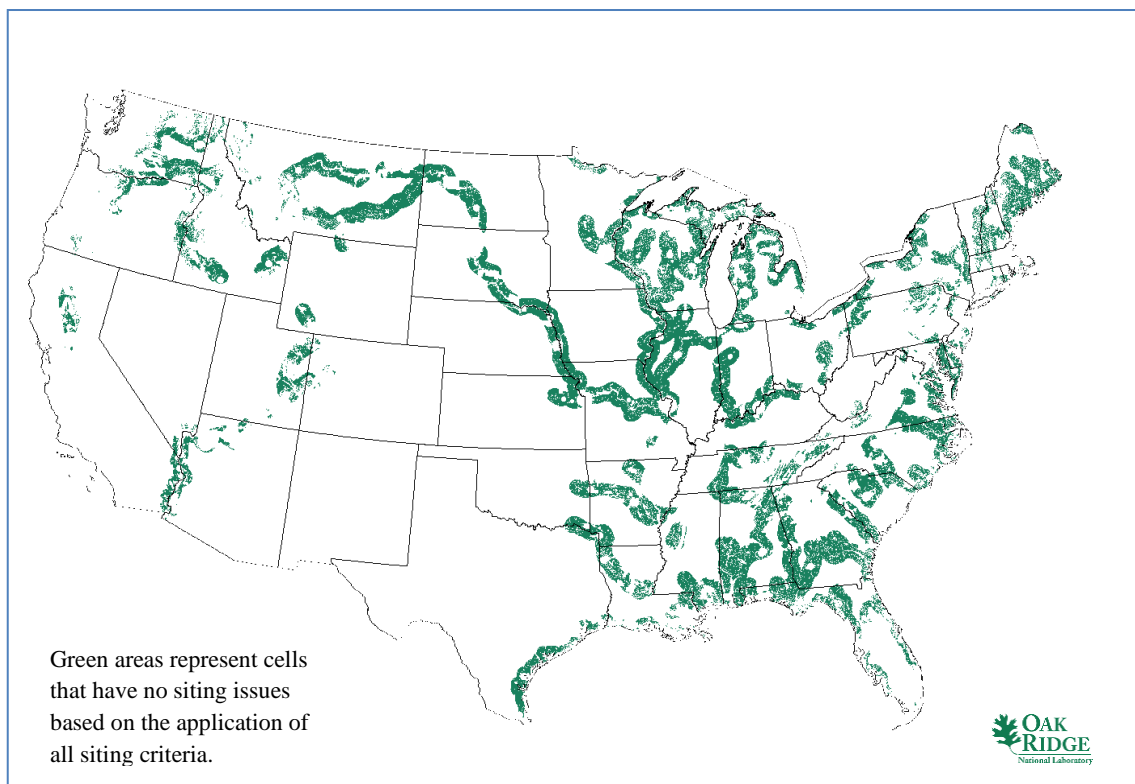 Green areas represent cells
that have no siting issues
based on the application of
all siting criteria.
OAK
RIDGE
National Laboratory